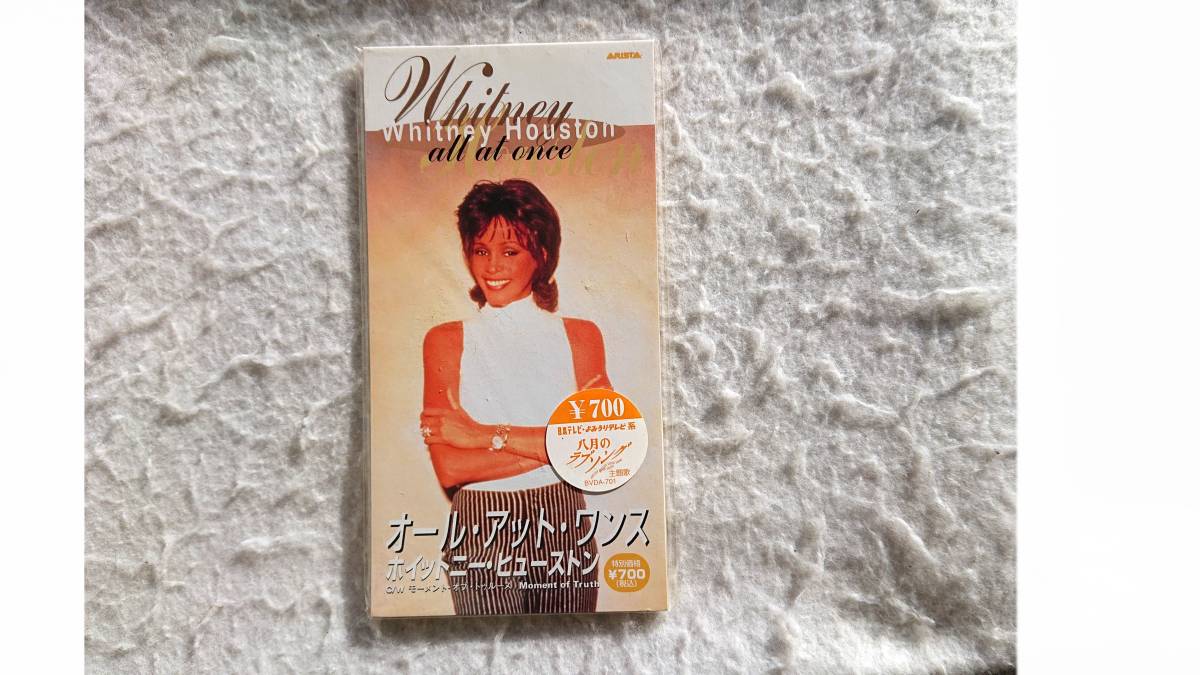 ARISTA
Whitney
Houston
Whitney Houston
all at once
¥700
日本テレビ・よみうりテレビ系
八月の
ラブソング
主題歌
BVDA-701
オール・アット・ワンス
ホイットニー・ヒューストン
C/W モーメント・オブ・トゥルース/Moment of Truth
特別価格
¥700
(税込)